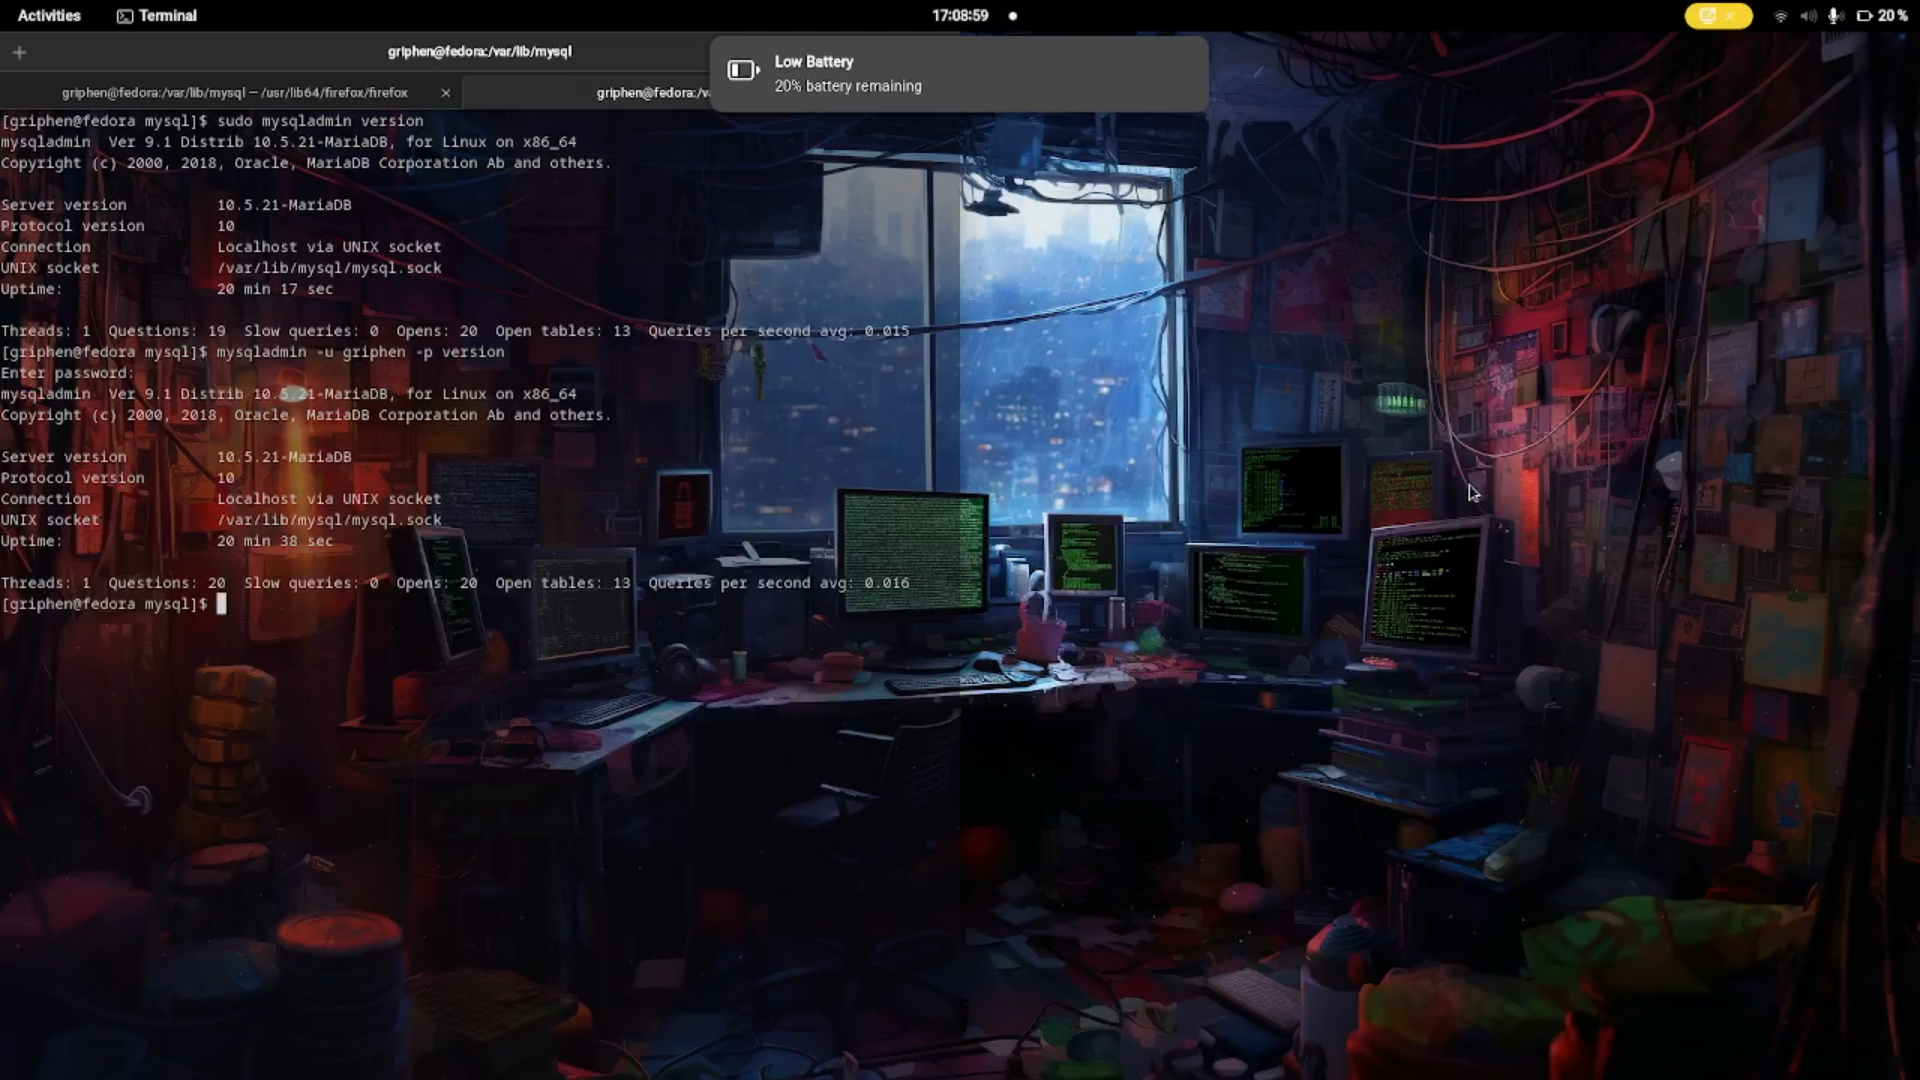 Activities
Terminal
17:08:59
20 %
griphen@fedora:/var/lib/mysql
Low Battery
20% battery remaining
griphen@fedora:/var/lib/mysql — /usr/lib64/firefox/firefox
griphen@fedora:/va
[griphen@fedora mysql]$ sudo mysqladmin version
mysqladmin  Ver 9.1 Distrib 10.5.21-MariaDB, for Linux on x86_64
Copyright (c) 2000, 2018, Oracle, MariaDB Corporation Ab and others.
Server version          10.5.21-MariaDB
Protocol version        10
Connection              Localhost via UNIX socket
UNIX socket             /var/lib/mysql/mysql.sock
Uptime:                 20 min 17 sec
Threads: 1  Questions: 19  Slow queries: 0  Opens: 20  Open tables: 13  Queries per second avg: 0.015
[griphen@fedora mysql]$ mysqladmin -u griphen -p version
Enter password:
mysqladmin  Ver 9.1 Distrib 10.5.21-MariaDB, for Linux on x86_64
Copyright (c) 2000, 2018, Oracle, MariaDB Corporation Ab and others.
Server version          10.5.21-MariaDB
Protocol version        10
Connection              Localhost via UNIX socket
UNIX socket             /var/lib/mysql/mysql.sock
Uptime:                 20 min 38 sec
Threads: 1  Questions: 20  Slow queries: 0  Opens: 20  Open tables: 13  Queries per second avg: 0.016
[griphen@fedora mysql]$